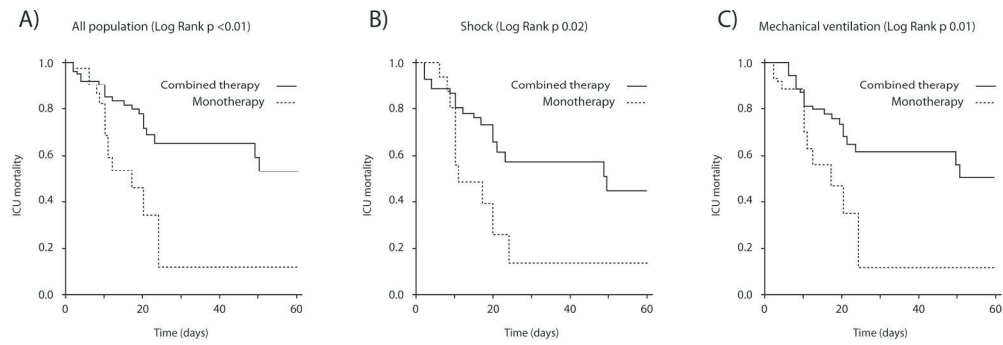 A)
All population (Log Rank p <0.01)
1.0
0.8
0.6
0.4
0.2
0.0
ICU mortality
Combined therapy
Monotherapy
0
20
40
60
Time (days)
B)
Shock (Log Rank p 0.02)
1.0
0.8
0.6
0.4
0.2
0.0
ICU mortality
Combined therapy
Monotherapy
0
20
40
60
Time (days)
C)
Mechanical ventilation (Log Rank p 0.01)
1.0
0.8
0.6
0.4
0.2
0.0
ICU mortality
Combined therapy
Monotherapy
0
20
40
60
Time (days)